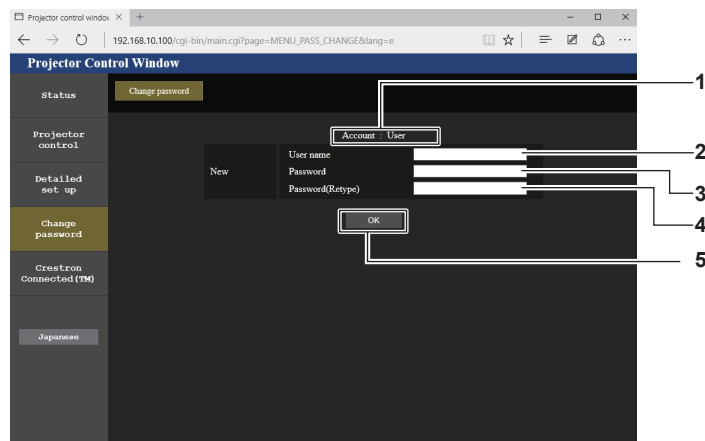 Projector control windov
192.168.10.100/cgi-bin/main.cgi?page=MENU_PASS_CHANGE&lang=e
Projector Control Window
Status
Change password
1
Projector
control
Account : User
New
User name
2
Password
3
Password(Retype)
4
Detailed
set up
OK
Change
password
5
Crestron
Connected(TM)
Japanese